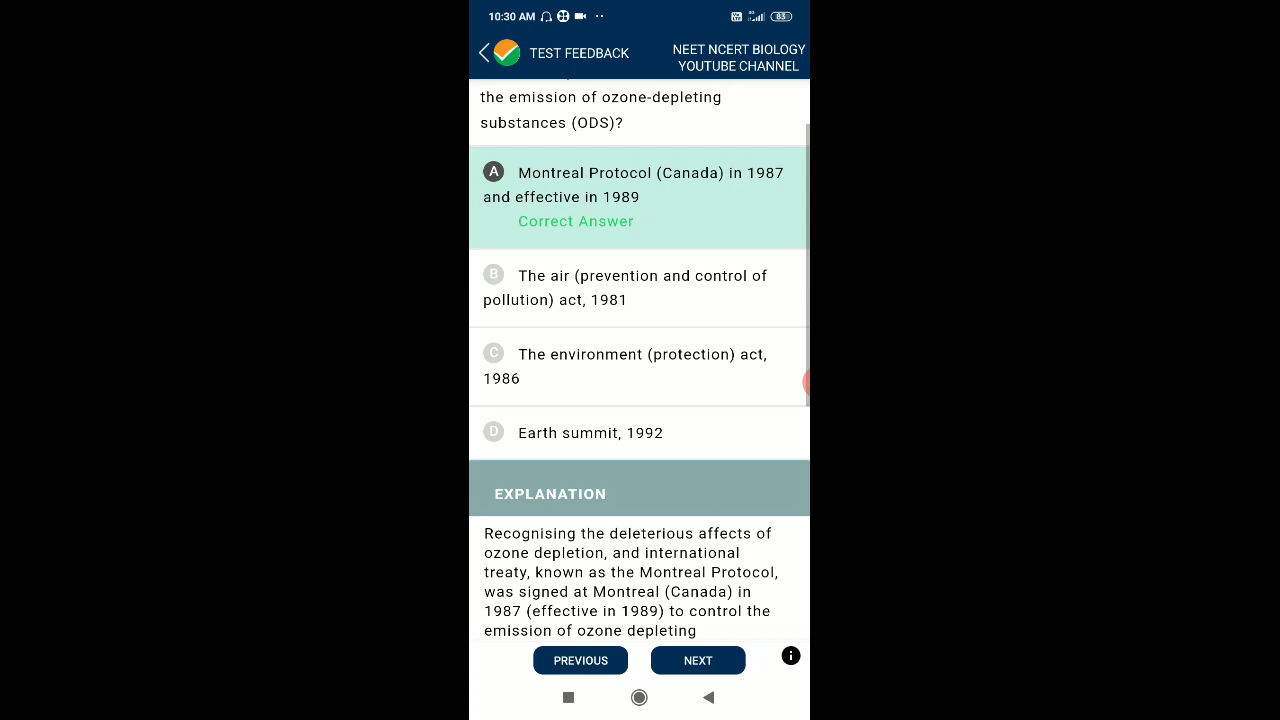 10:30 AM
83
TEST FEEDBACK
NEET NCERT BIOLOGY
YOUTUBE CHANNEL
the emission of ozone-depleting
substances (ODS)?
A Montreal Protocol (Canada) in 1987
and effective in 1989
Correct Answer
B The air (prevention and control of
pollution) act, 1981
C The environment (protection) act,
1986
D Earth summit, 1992
EXPLANATION
Recognising the deleterious affects of
ozone depletion, and international
treaty, known as the Montreal Protocol,
was signed at Montreal (Canada) in
1987 (effective in 1989) to control the
emission of ozone depleting
PREVIOUS
NEXT